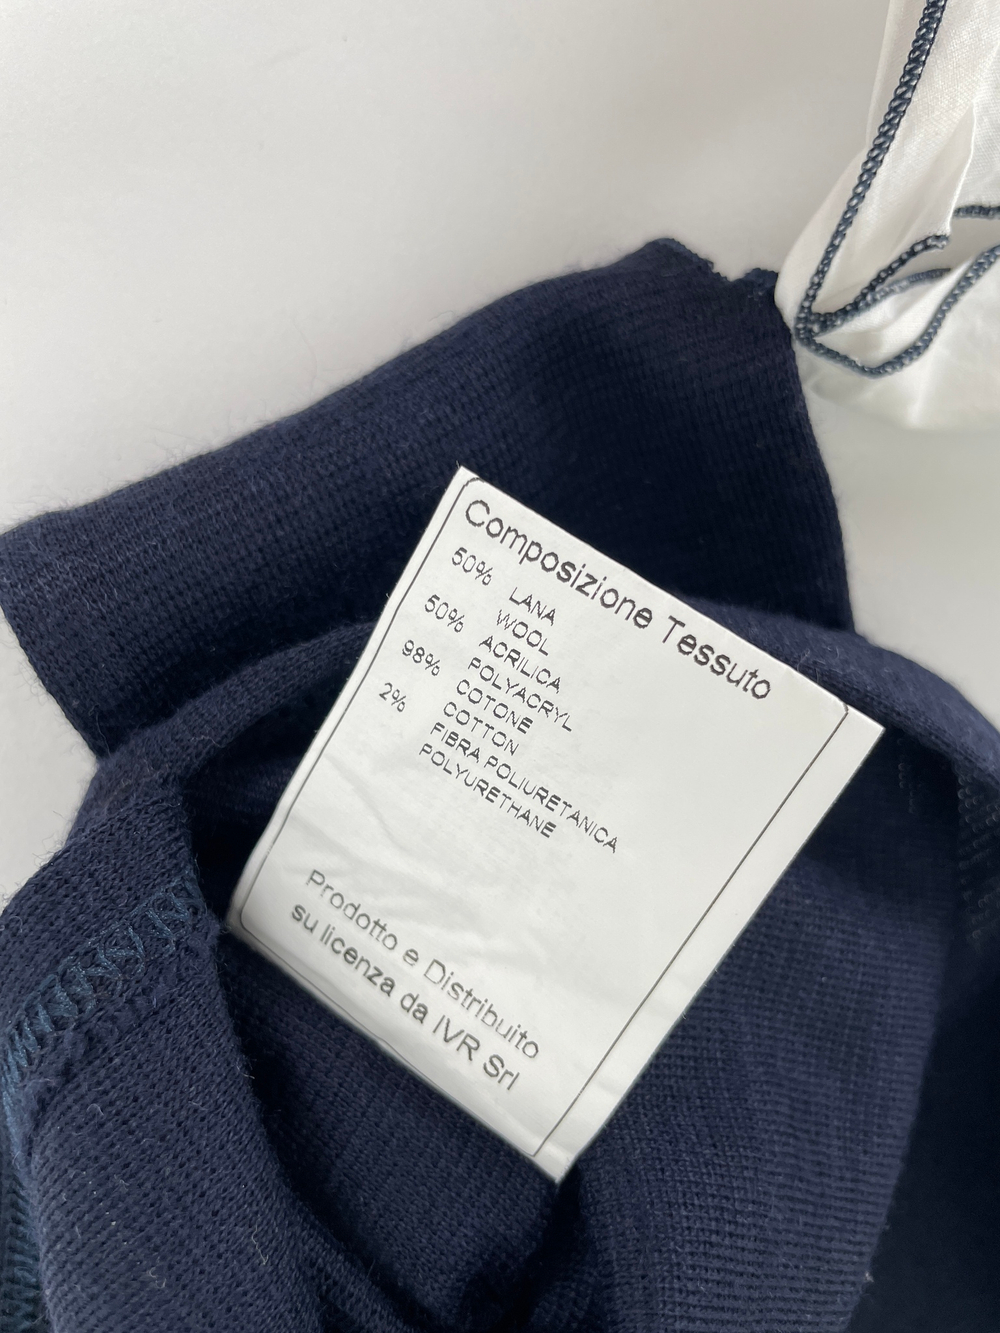 Composizione Tessuto
50% LANA
WOOL
50% ACRILICA
POLYACRYL
98% COTONE
COTTON
2% FIBRA POLIURETANICA
POLYURETHANE
Prodotto e Distribuito
su licenza da IVR Srl